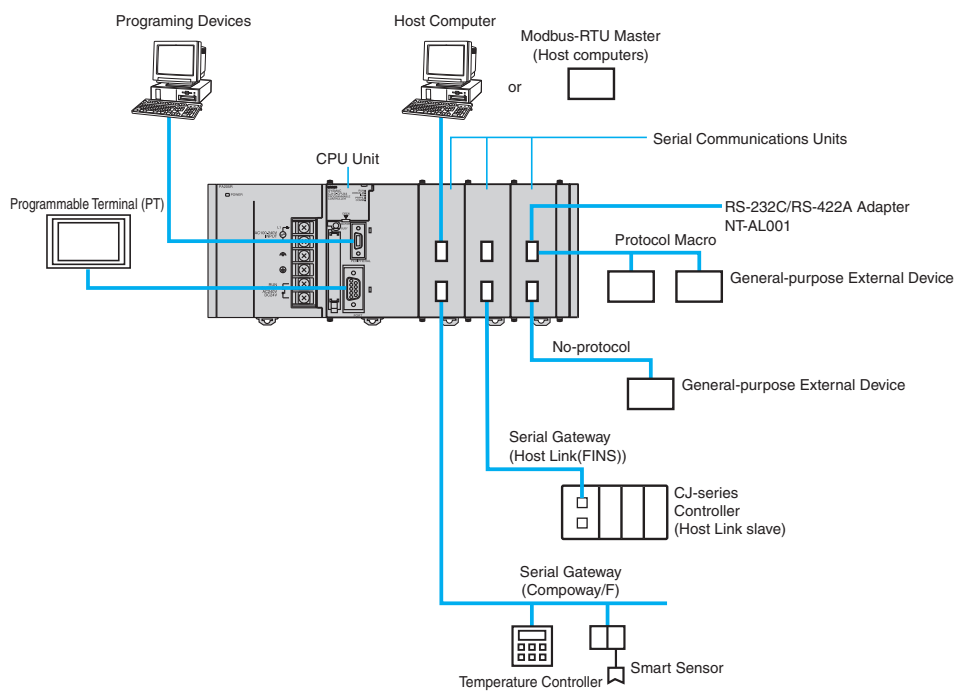 Programing Devices
Host Computer
Modbus-RTU Master
(Host computers)
or
Serial Communications Units
CPU Unit
Programmable Terminal (PT)
POWER
RS-232C/RS-422A Adapter
NT-AL001
Protocol Macro
General-purpose External Device
No-protocol
General-purpose External Device
Serial Gateway
(Host Link(FINS))
CJ-series
Controller
(Host Link slave)
Serial Gateway
(Compoway/F)
Smart Sensor
Temperature Controller